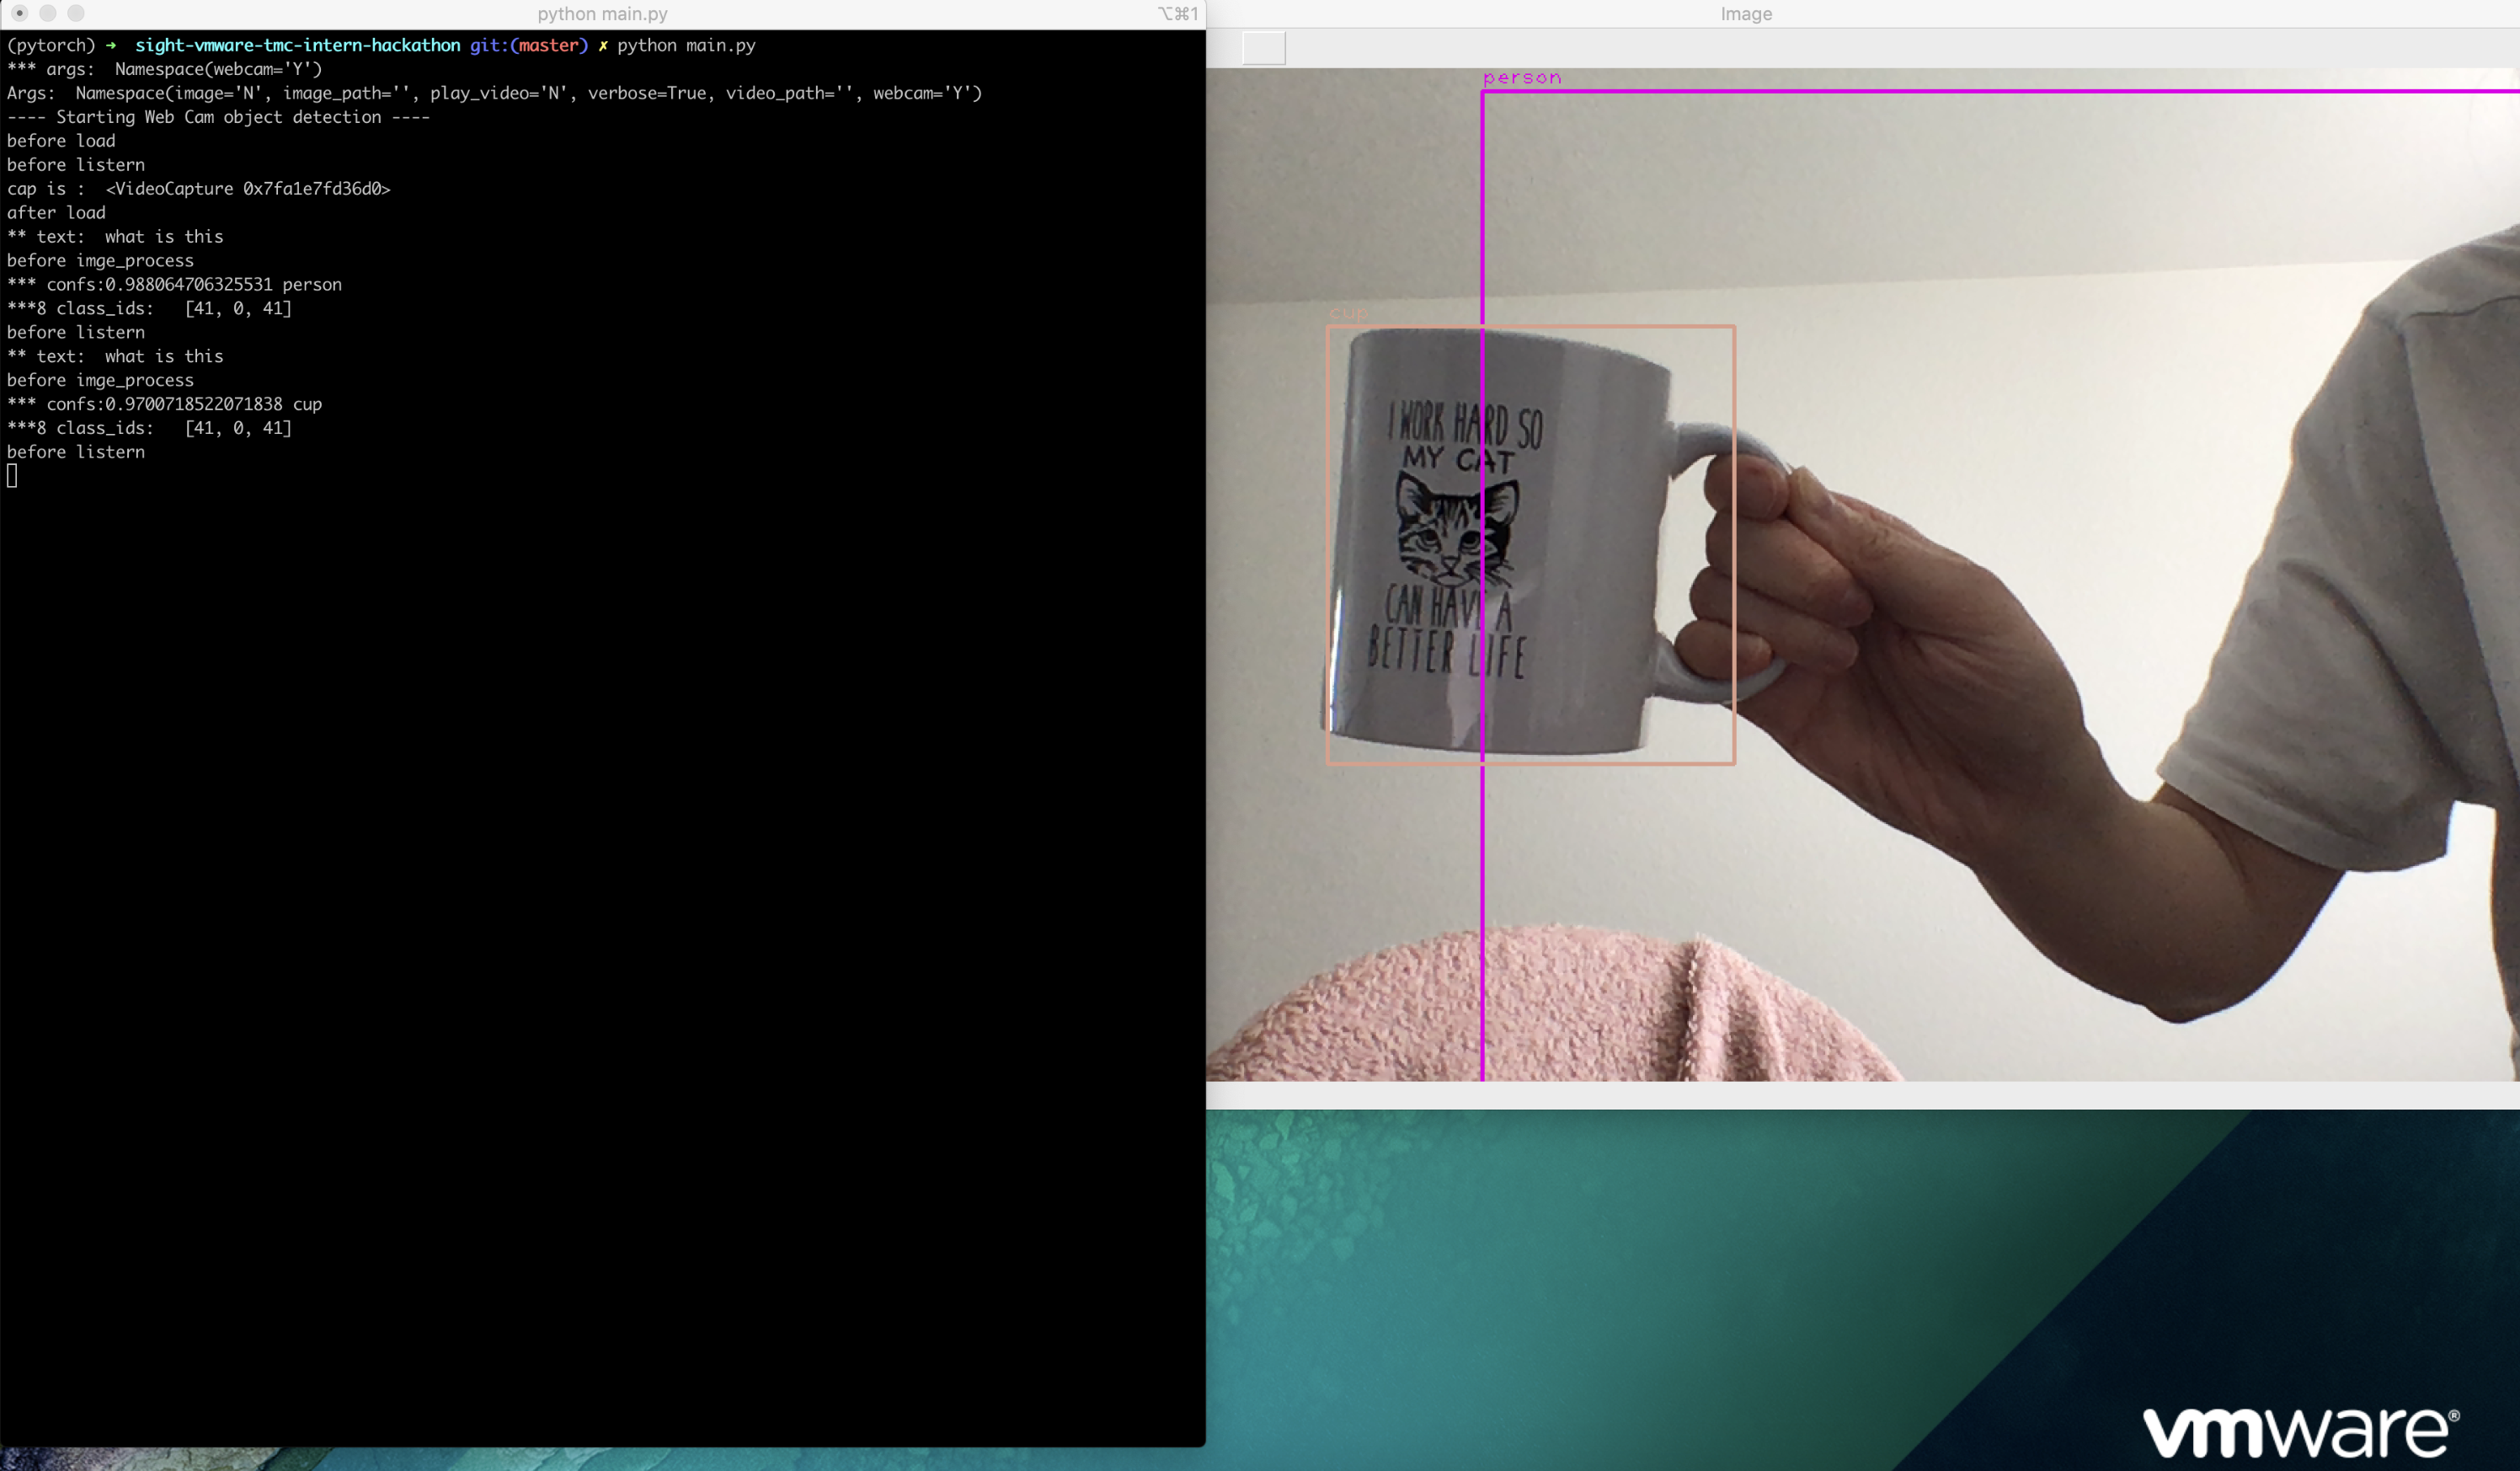 python main.py
⌥⌘1
(pytorch) ➜ sight-vmware-tmc-intern-hackathon git:(master) ✗ python main.py
*** args:  Namespace(webcam='Y')
Args:  Namespace(image='N', image_path='', play_video='N', verbose=True, video_path='', webcam='Y')
---- Starting Web Cam object detection ----
before load
before listern
cap is :  <VideoCapture 0x7fa1e7fd36d0>
after load
** text:  what is this
before imge_process
*** confs:0.988064706325531 person
***8 class_ids:   [41, 0, 41]
before listern
** text:  what is this
before imge_process
*** confs:0.9700718522071838 cup
***8 class_ids:   [41, 0, 41]
before listern
Image
person
cup
I WORK HARD SO
MY CAT
CAN HAVE A
BETTER LIFE
vmware®